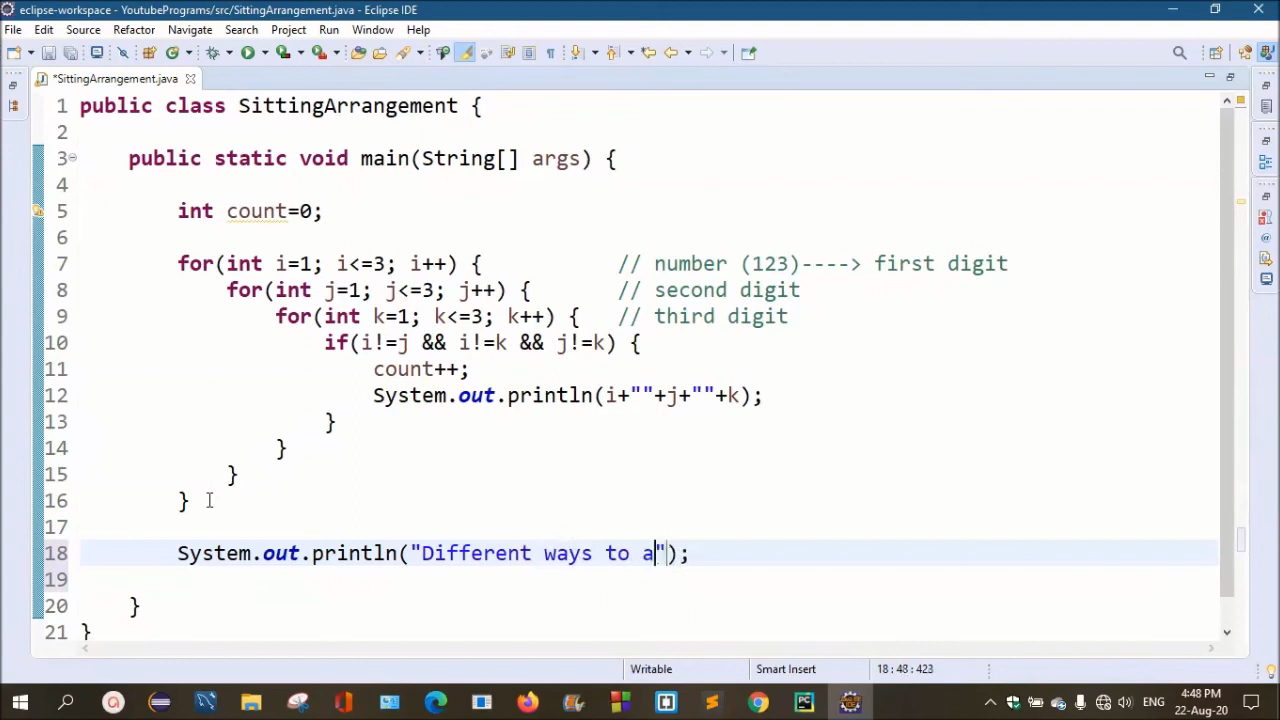 eclipse-workspace - YoutubePrograms/src/SittingArrangement.java - Eclipse IDE
File Edit Source Refactor Navigate Search Project Run Window Help
*SittingArrangement.java
1 public class SittingArrangement {
2
3 public static void main(String[] args) {
4
5 int count=0;
6
7 for(int i=1; i<=3; i++) { // number (123)----> first digit
8 for(int j=1; j<=3; j++) { // second digit
9 for(int k=1; k<=3; k++) { // third digit
10 if(i!=j && i!=k && j!=k) {
11 count++;
12 System.out.println(i+""+j+""+k);
13 }
14 }
15 }
16 }
17
18 System.out.println("Different ways to a");
19
20 }
21 }
Writable Smart Insert 18:48:423
ENG 4:48 PM
22-Aug-20